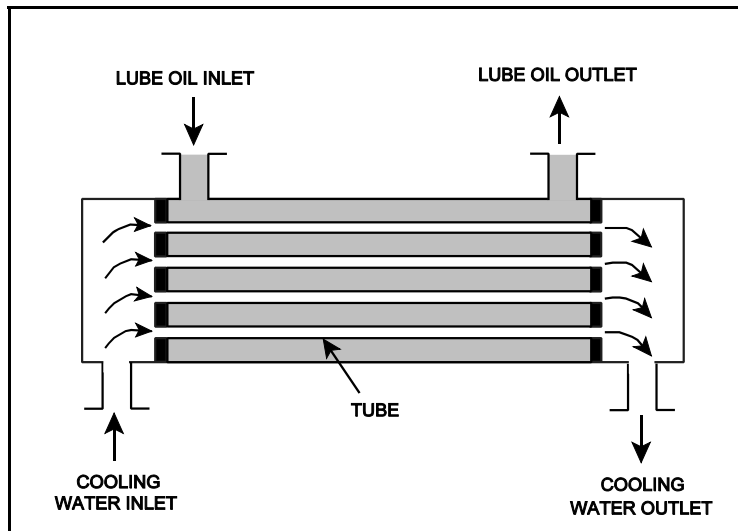 LUBE OIL INLET
LUBE OIL OUTLET
TUBE
COOLING
WATER INLET
COOLING
WATER OUTLET